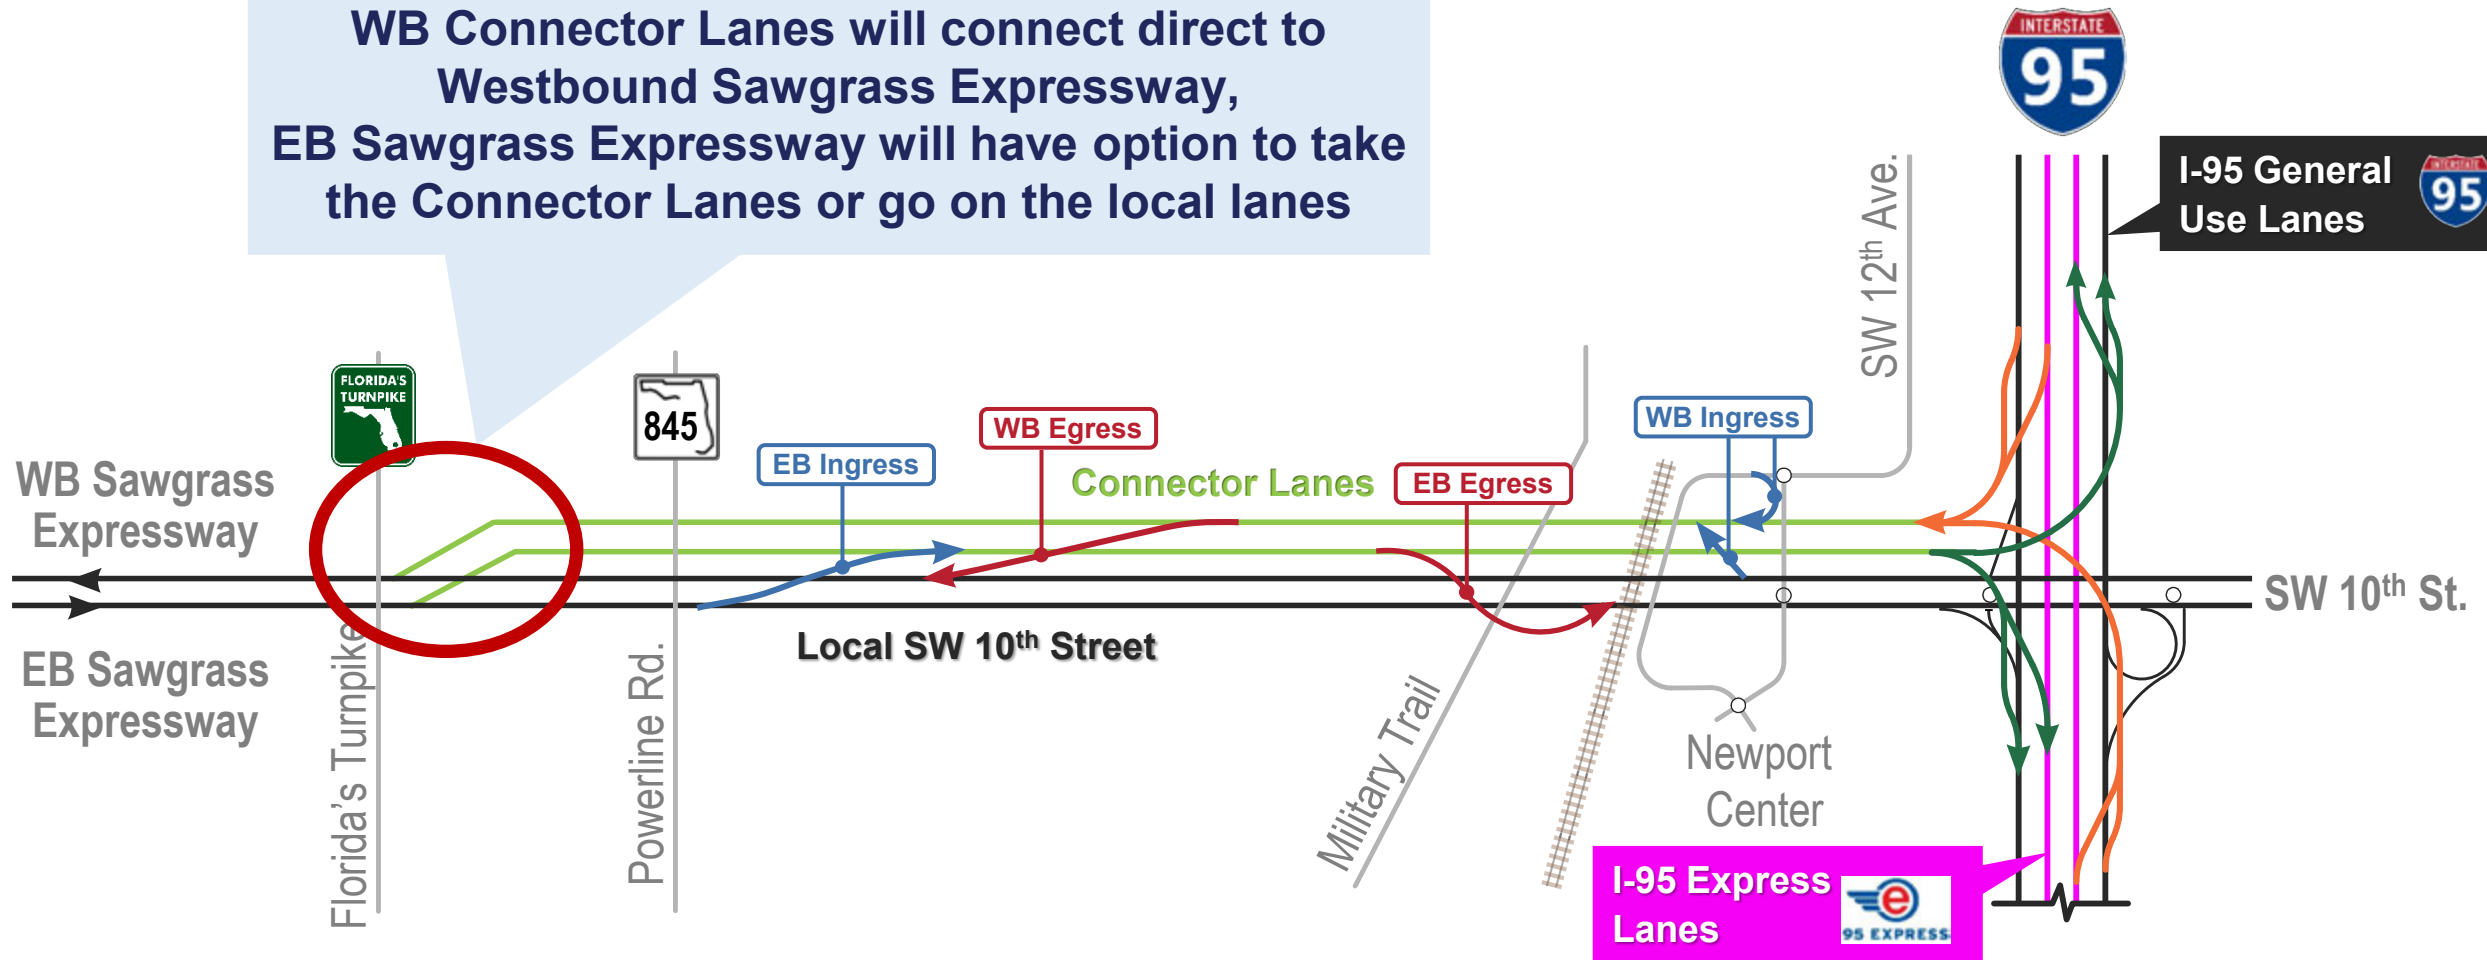 WB Connector Lanes will connect direct to
Westbound Sawgrass Expressway,
EB Sawgrass Expressway will have option to take
the Connector Lanes or go on the local lanes
INTERSTATE
95
I-95 General
Use Lanes
INTERSTATE
95
SW 12th Ave.
FLORIDA'S
TURNPIKE
845
WB Egress
WB Ingress
EB Ingress
Connector Lanes
EB Egress
WB Sawgrass
Expressway
SW 10th St.
Local SW 10th Street
EB Sawgrass
Expressway
Florida's Turnpike
Powerline Rd.
Military Trail
Newport
Center
I-95 Express
Lanes
e
95 EXPRESS